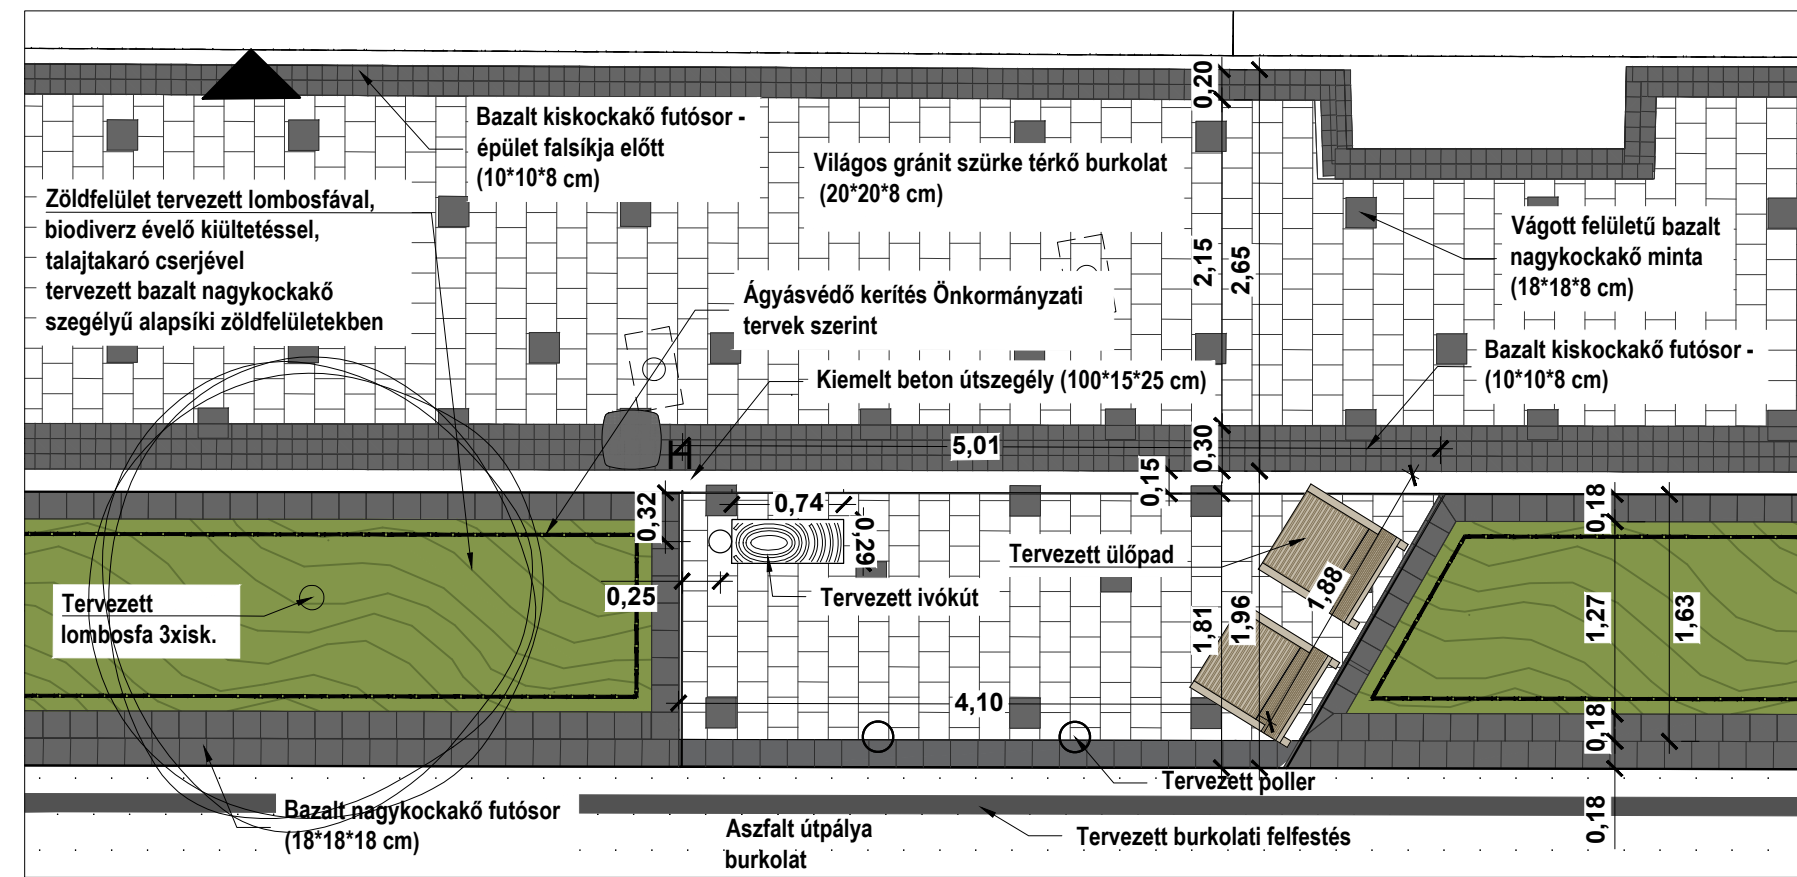 Bazalt kiskockakő futósor -
épület falsíkja előtt
(10*10*8 cm)
Világos gránit szürke térkő burkolat
(20*20*8 cm)
0,20
Zöldfelület tervezett lombosfával,
biodiverz évelő kiültetéssel,
talajtakaró cserjével
tervezett bazalt nagykockakő
szegélyű alapsíki zöldfelületekben
Vágott felületű bazalt
nagykockakő minta
(18*18*8 cm)
2,15
2,65
Ágyásvédő kerítés Önkormányzati
tervek szerint
Bazalt kiskockakő futósor -
(10*10*8 cm)
Kiemelt beton útszegély (100*15*25 cm)
5,01
0,30
0,15
0,32
0,74
0,29
0,18
Tervezett ülőpad
Tervezett ivókút
0,25
1,88
1,81
1,96
1,27
1,63
Tervezett
lombosfa 3xisk.
4,10
0,18
Tervezett poller
Bazalt nagykockakő futósor
(18*18*18 cm)
Aszfalt útpálya
burkolat
Tervezett burkolati felfestés
0,18